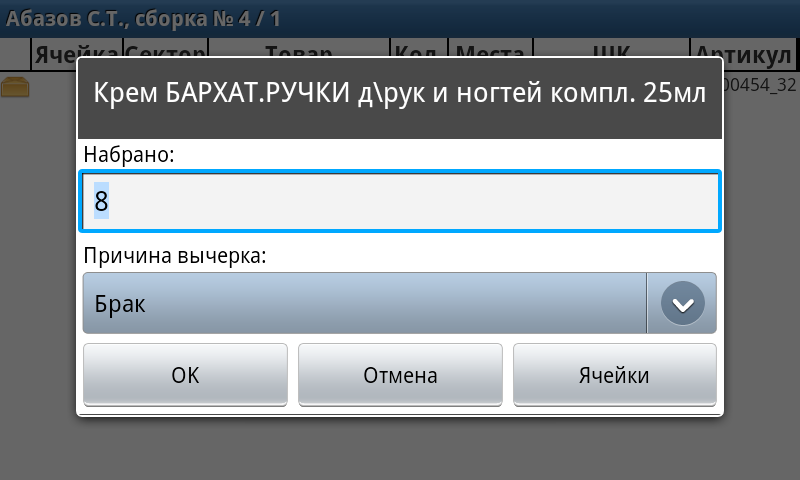 Абазов С.Т., сборка № 4 / 1
Ячейка Сектор Товар Кол Места ШК Артикул
00454_32
Крем БАРХАТ.РУЧКИ д\рук и ногтей компл. 25мл
Набрано:
8
Причина вычерка:
Брак
OK Отмена Ячейки